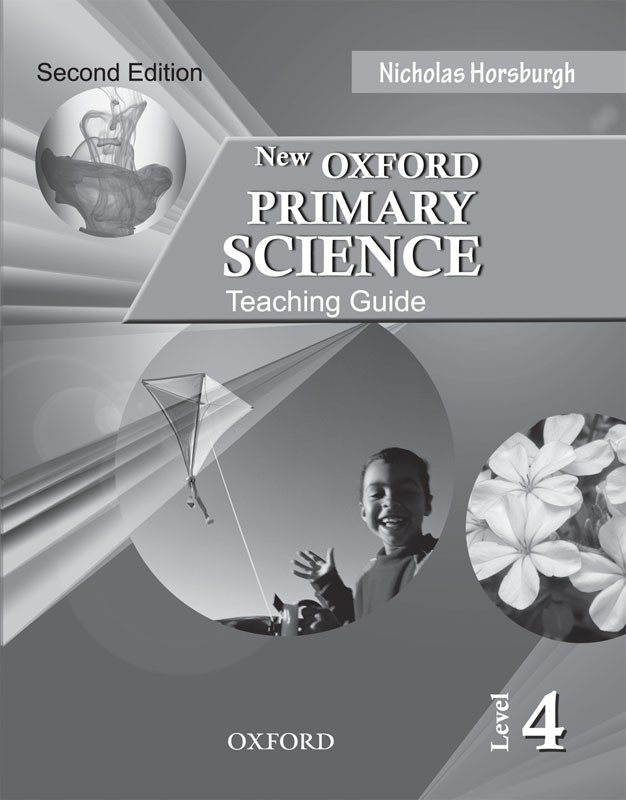 Second Edition
Nicholas Horsburgh
New OXFORD
PRIMARY
SCIENCE
Teaching Guide
Level 4
OXFORD